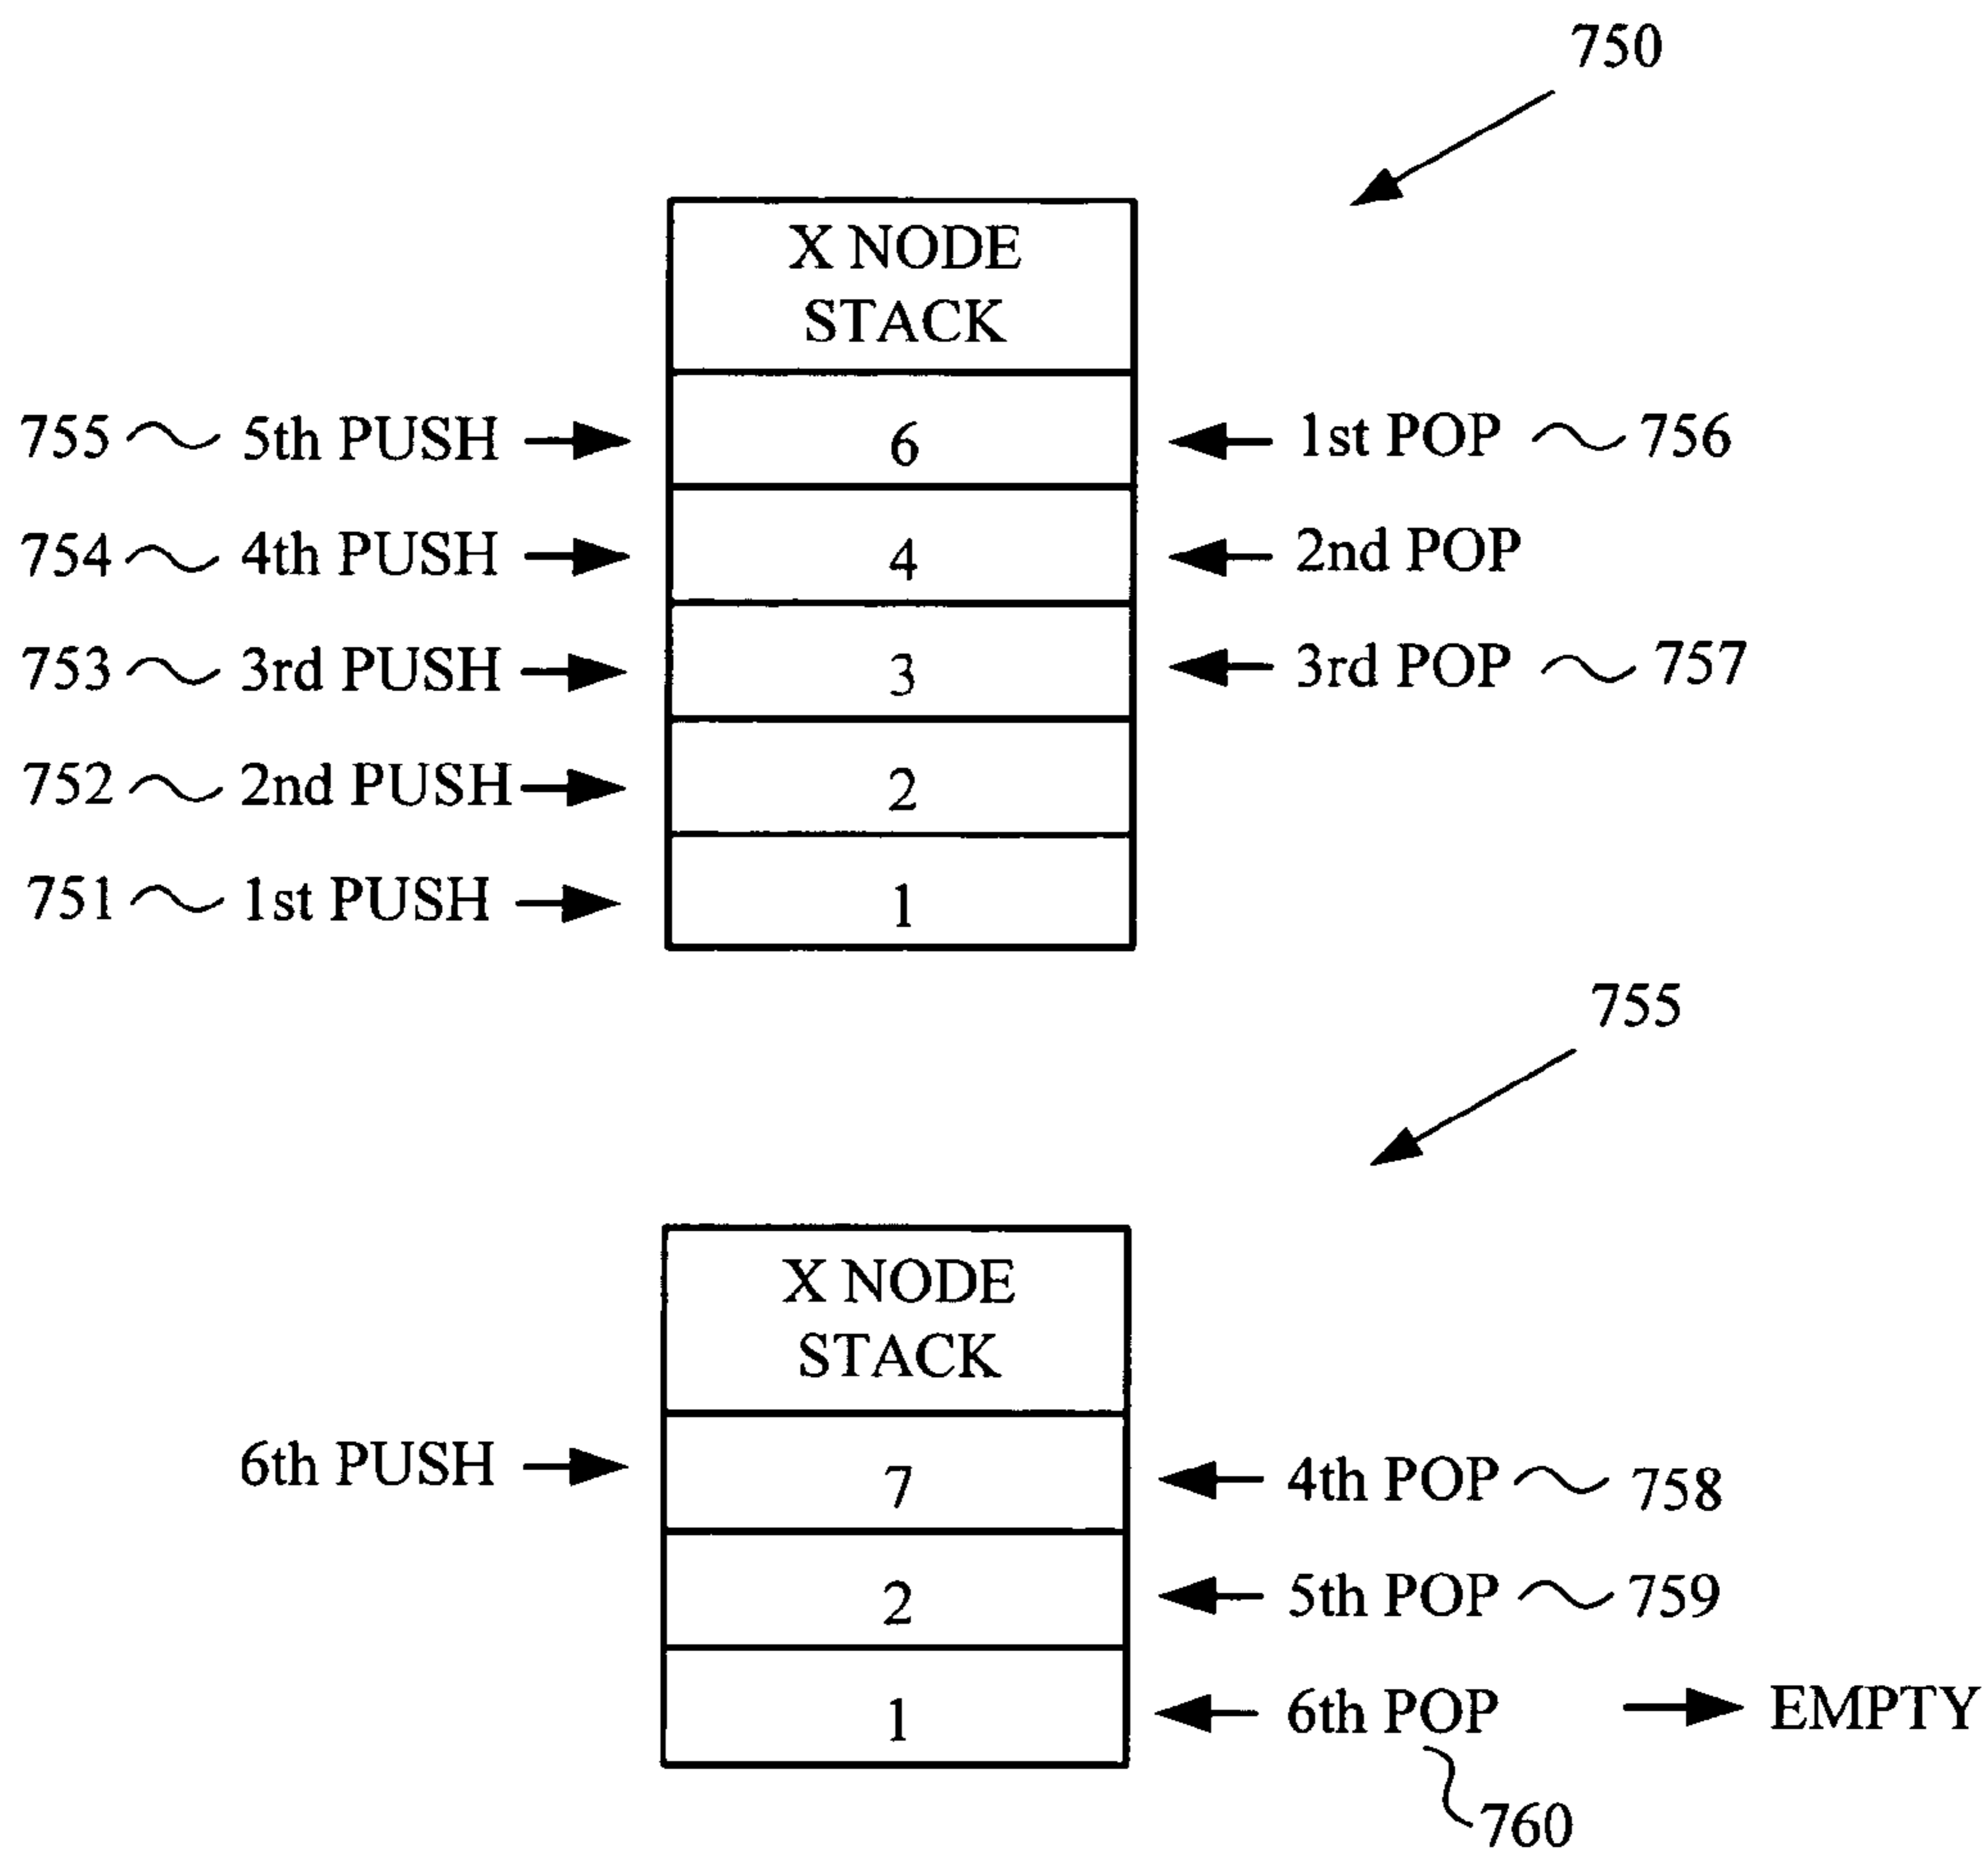 750
X NODE
STACK
755 5th PUSH 6 1st POP 756
754 4th PUSH 4 2nd POP
753 3rd PUSH 3 3rd POP 757
752 2nd PUSH 2
751 1st PUSH 1
755
X NODE
STACK
6th PUSH 7 4th POP 758
2 5th POP 759
1 6th POP EMPTY
760